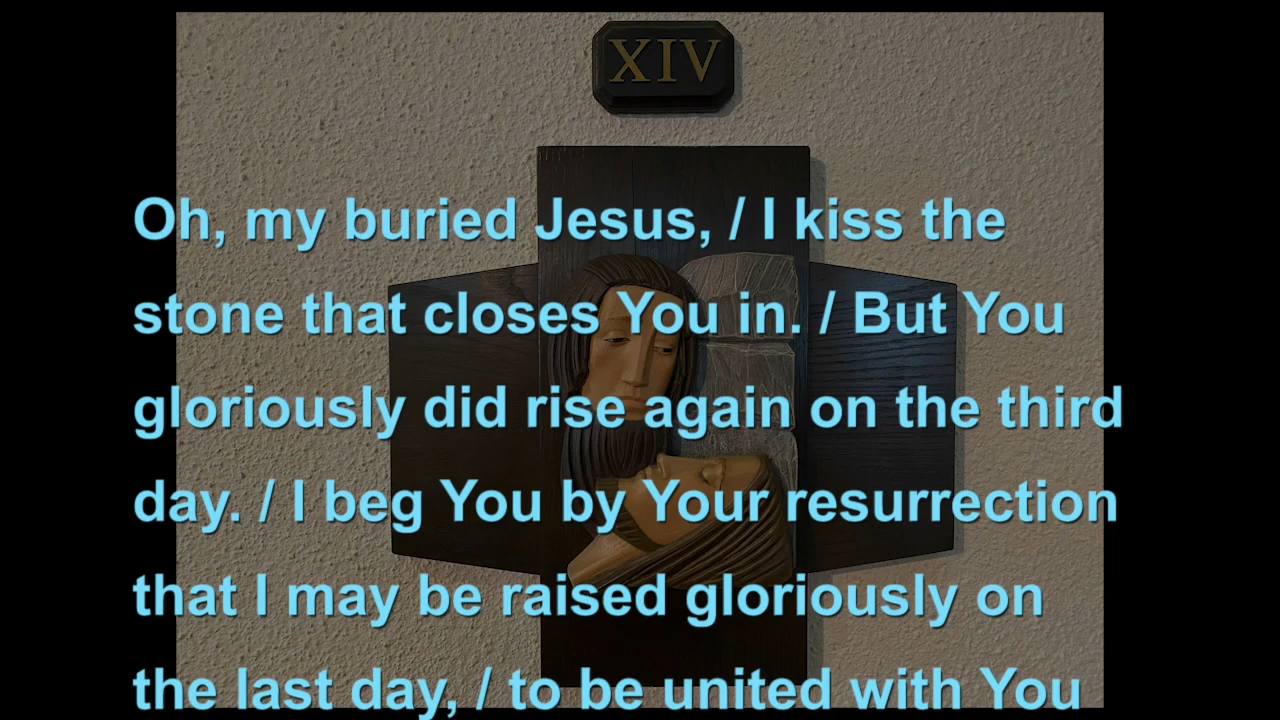 XIV
Oh, my buried Jesus, / I kiss the
stone that closes You in. / But You
gloriously did rise again on the third
day. / I beg You by Your resurrection
that I may be raised gloriously on
the last day, / to be united with You